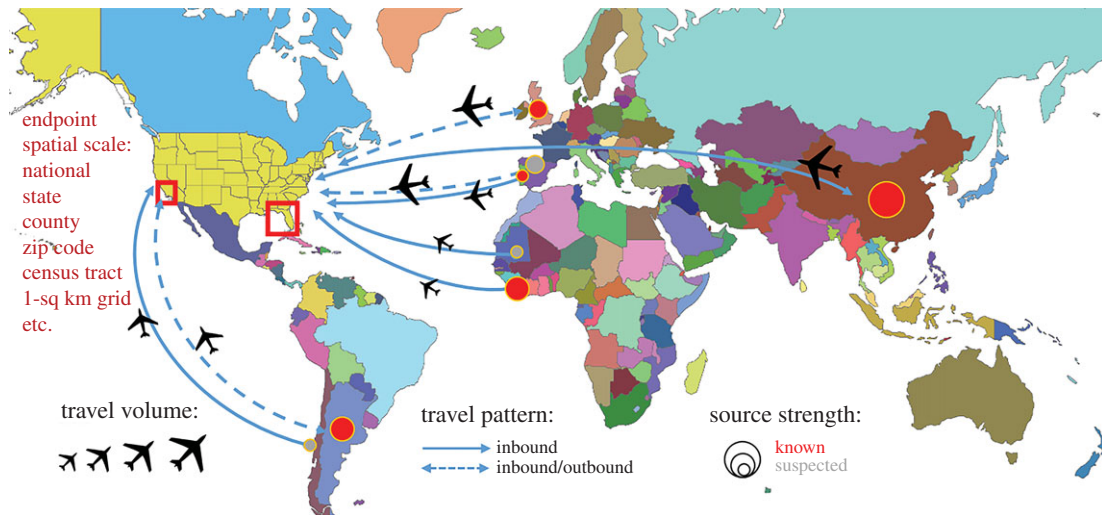 endpoint
spatial scale:
national
state
county
zip code
census tract
1-sq km grid
etc.
travel volume:
travel pattern:
inbound
inbound/outbound
source strength:
known
suspected